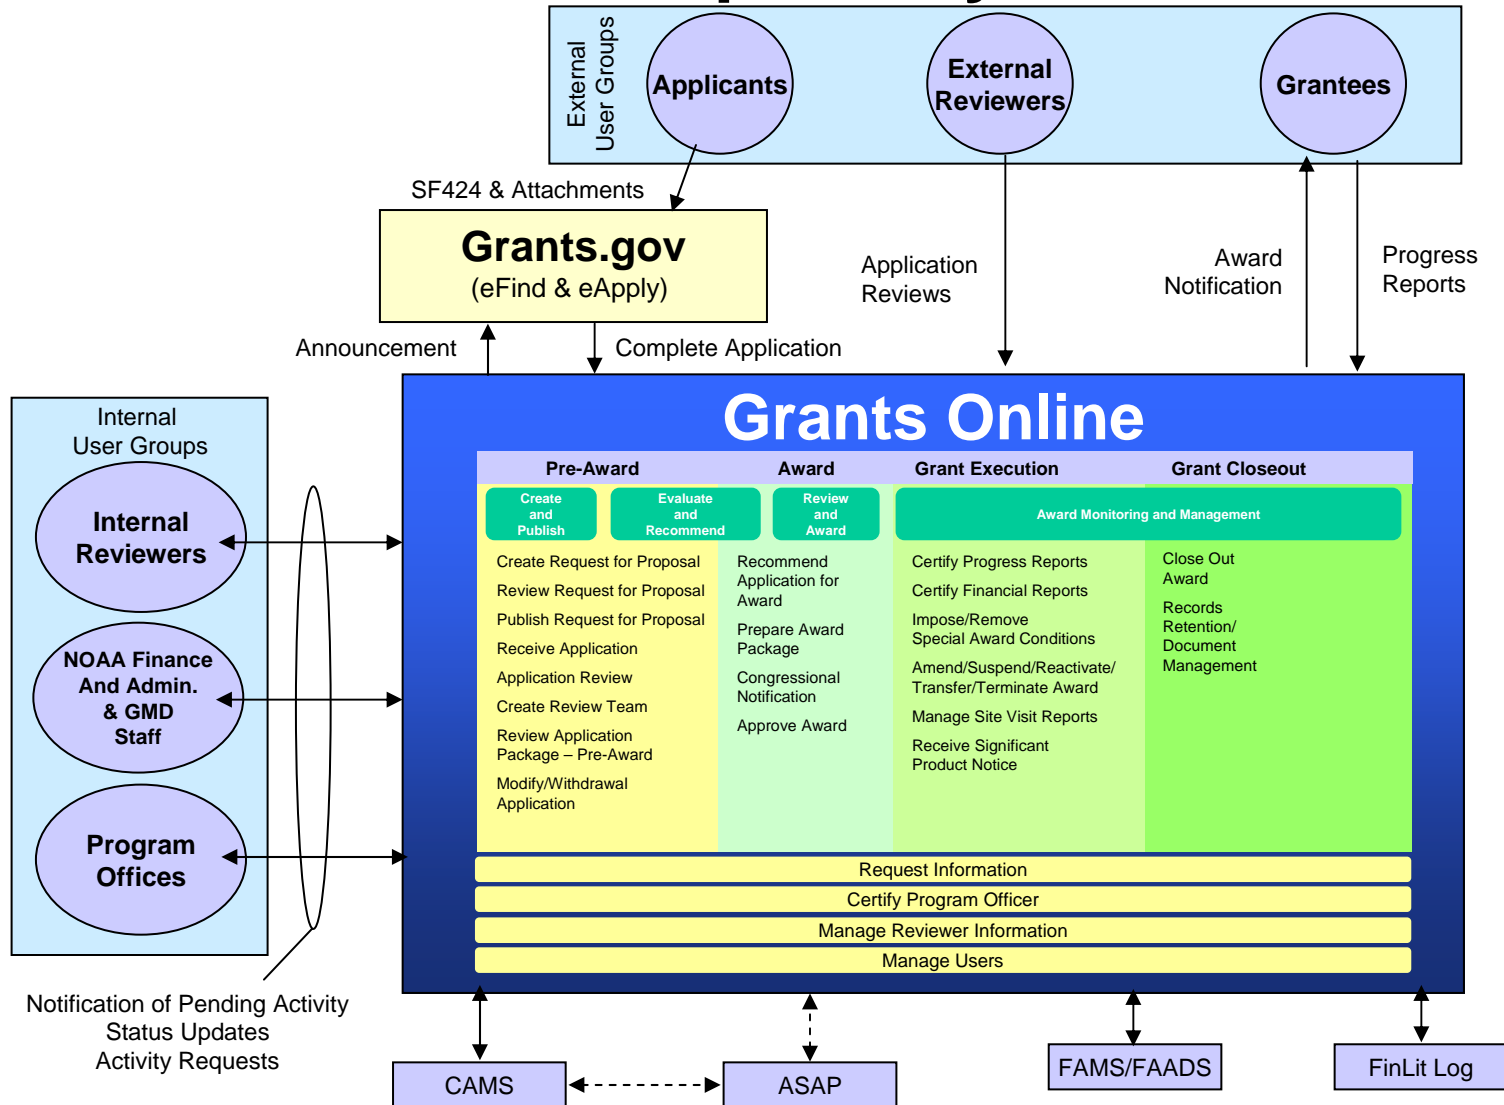 External
User Groups
Applicants
External
Reviewers
Grantees
SF424 & Attachments
Grants.gov
(eFind & eApply)
Application
Reviews
Award
Notification
Progress
Reports
Announcement
Complete Application
Internal
User Groups
Internal
Reviewers
NOAA Finance
And Admin.
& GMD
Staff
Program
Offices
Notification of Pending Activity
Status Updates
Activity Requests
Grants Online
Pre-Award
Award
Grant Execution
Grant Closeout
Create
and
Publish
Evaluate
and
Recommend
Review
and
Award
Award Monitoring and Management
Create Request for Proposal
Review Request for Proposal
Publish Request for Proposal
Receive Application
Application Review
Create Review Team
Review Application
Package – Pre-Award
Modify/Withdrawal
Application
Recommend
Application for
Award
Prepare Award
Package
Congressional
Notification
Approve Award
Certify Progress Reports
Certify Financial Reports
Impose/Remove
Special Award Conditions
Amend/Suspend/Reactivate/
Transfer/Terminate Award
Manage Site Visit Reports
Receive Significant
Product Notice
Close Out
Award
Records
Retention/
Document
Management
Request Information
Certify Program Officer
Manage Reviewer Information
Manage Users
CAMS
ASAP
FAMS/FAADS
FinLit Log